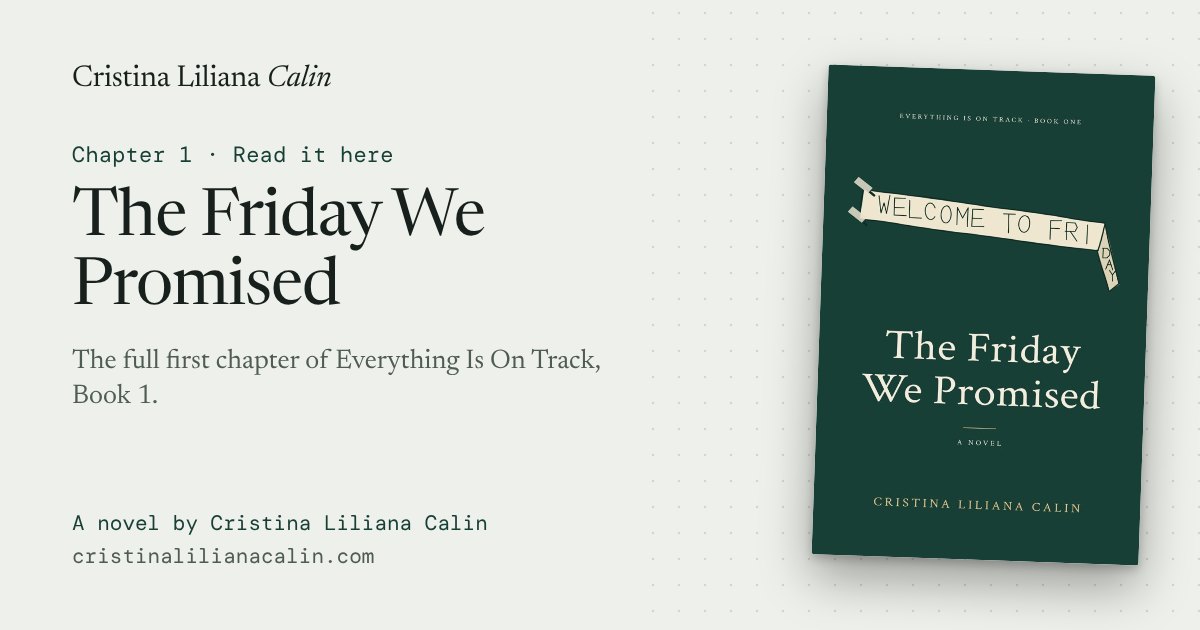 Cristina Liliana Calin
Chapter 1 · Read it here
The Friday We
Promised
The full first chapter of Everything Is On Track,
Book 1.
A novel by Cristina Liliana Calin
cristinalilianacalin.com
EVERYTHING IS ON TRACK · BOOK ONE
WELCOME TO FRIDAY
The Friday
We Promised
A NOVEL
CRISTINA LILIANA CALIN